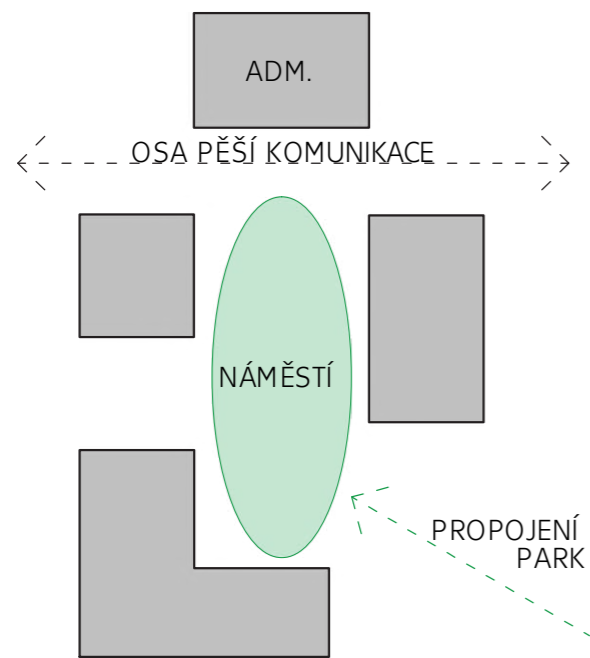 ADM.
OSA PĚŠÍ KOMUNIKACE
NÁMĚSTÍ
PROPOJENÍ
PARK